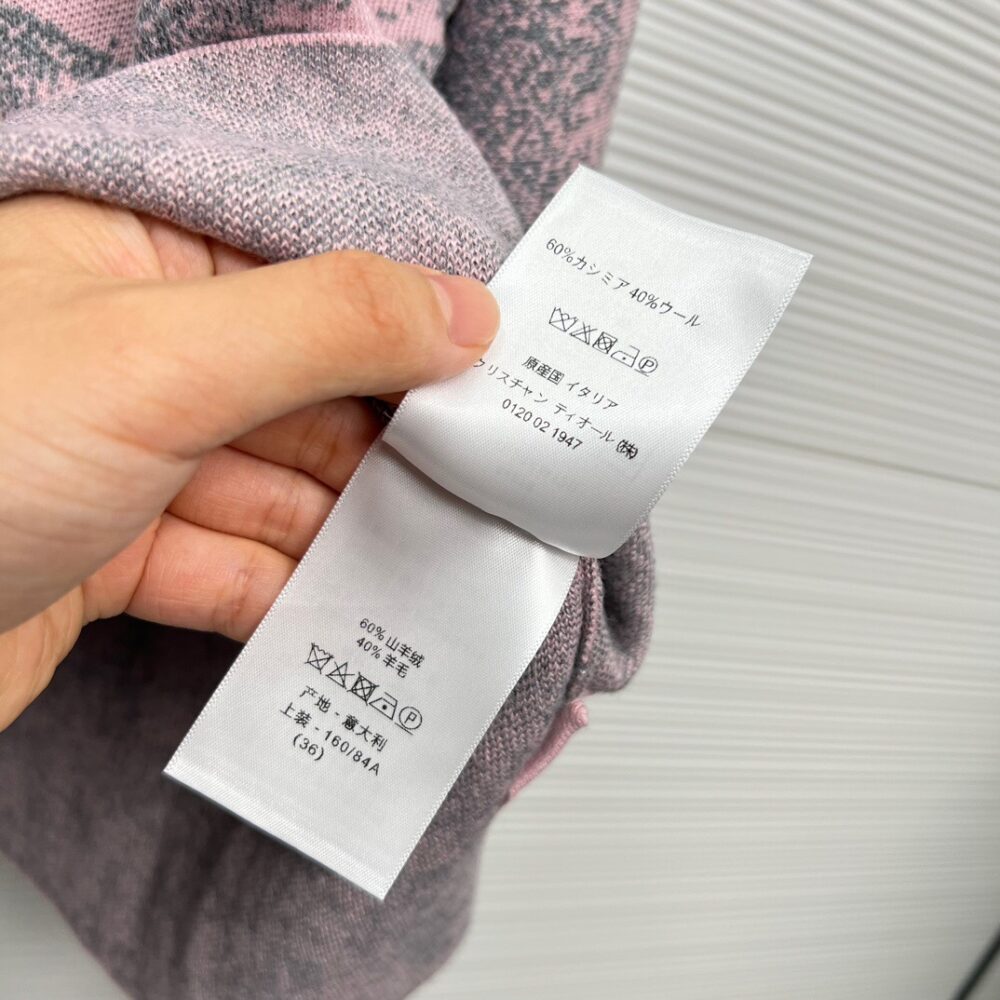 60%カシミア 40%ウール
P
原産国 イタリア
クリスチャン ディオール ㈱
0120 02 1947
60% 山羊绒
40% 羊毛
P
产地 - 意大利
上装 - 160/84A
(36)